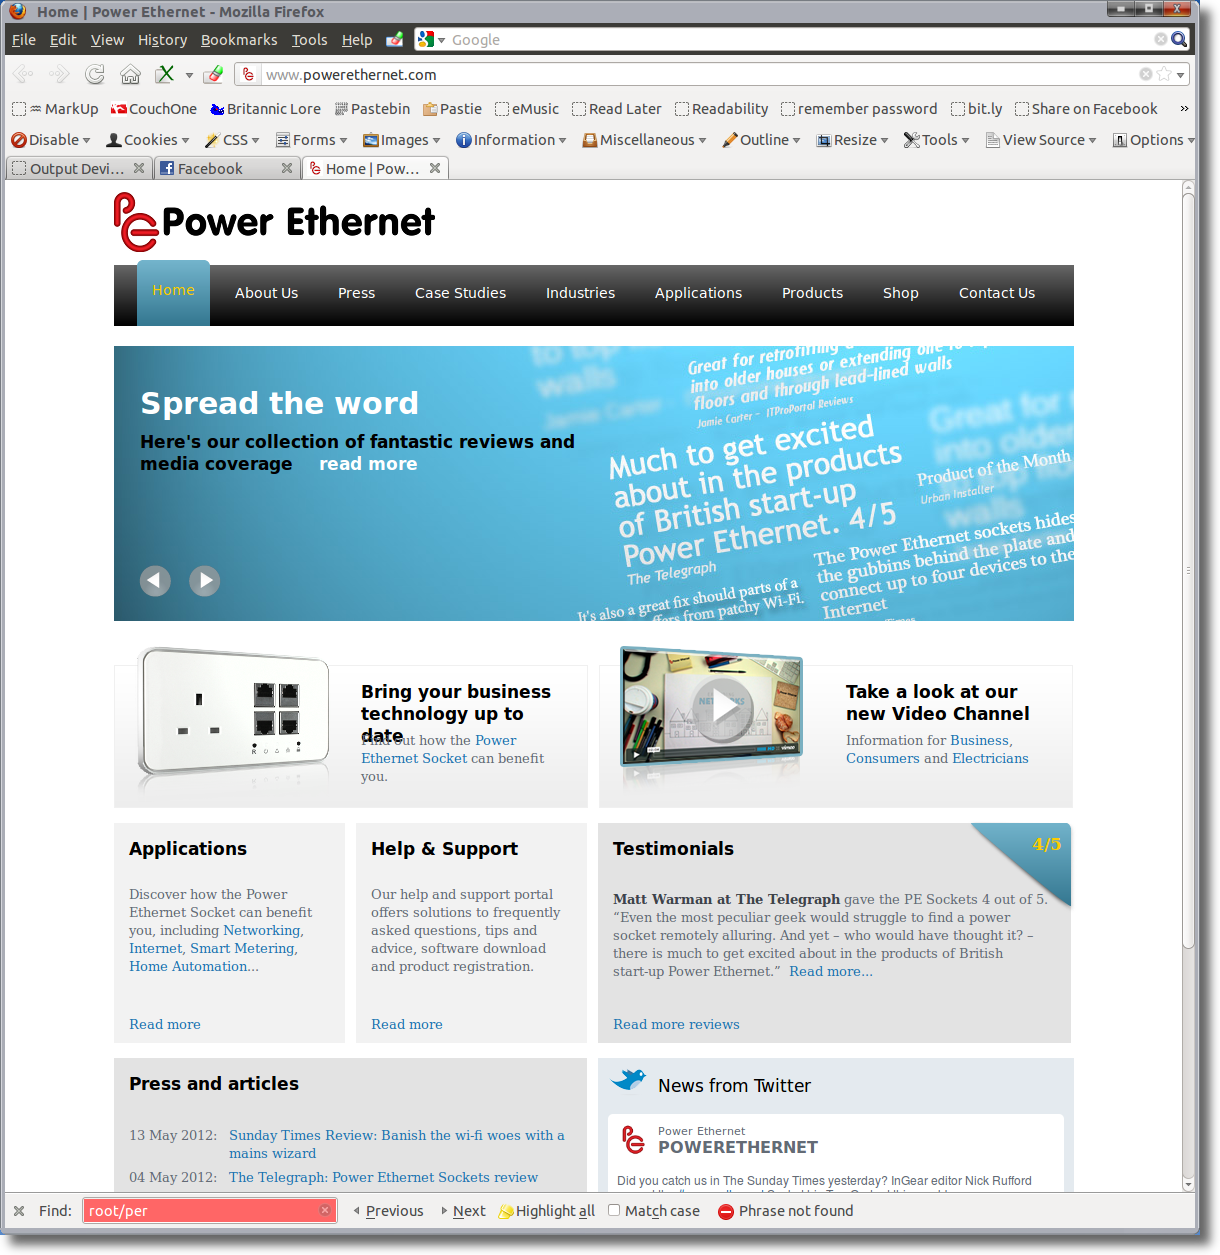 Home | Power Ethernet - Mozilla Firefox
File Edit View History Bookmarks Tools Help Google
www.powerethernet.com
MarkUp CouchOne Britannic Lore Pastebin Pastie eMusic Read Later Readability remember password bit.ly Share on Facebook »
Disable Cookies CSS Forms Images Information Miscellaneous Outline Resize Tools View Source Options
Output Devi... Facebook Home | Pow...
Power Ethernet
Home About Us Press Case Studies Industries Applications Products Shop Contact Us
Spread the word
Here's our collection of fantastic reviews and
media coverage read more
to top
walls
Jamie Carter -
Great for retrofitting
into older houses or extending one to
floors and through lead-lined walls
Jamie Carter - ITProPortal Reviews
Great for
into older
walls
Much to get excited
about in the products
of British start-up
Power Ethernet. 4/5
The Telegraph
Product of the Month
Urban Installer
The Power Ethernet sockets hides
the gubbins behind the plate and
connect up to four devices to the
Internet
Times
It's also a great fix should parts of a
from patchy Wi-Fi.
Bring your business
technology up to
date
Find out how the Power
Ethernet Socket can benefit
you.
NETWORKS
vimeo
Take a look at our
new Video Channel
Information for Business,
Consumers and Electricians
Applications
Discover how the Power
Ethernet Socket can benefit
you, including Networking,
Internet, Smart Metering,
Home Automation...
Read more
Help & Support
Our help and support portal
offers solutions to frequently
asked questions, tips and
advice, software download
and product registration.
Read more
Testimonials
4/5
Matt Warman at The Telegraph gave the PE Sockets 4 out of 5.
“Even the most peculiar geek would struggle to find a power
socket remotely alluring. And yet – who would have thought it? –
there is much to get excited about in the products of British
start-up Power Ethernet.” Read more...
Read more reviews
Press and articles
13 May 2012: Sunday Times Review: Banish the wi-fi woes with a
mains wizard
04 May 2012: The Telegraph: Power Ethernet Sockets review
News from Twitter
Power Ethernet
POWERETHERNET
Did you catch us in The Sunday Times yesterday? InGear editor Nick Rufford
Find: root/per Previous Next Highlight all Match case Phrase not found